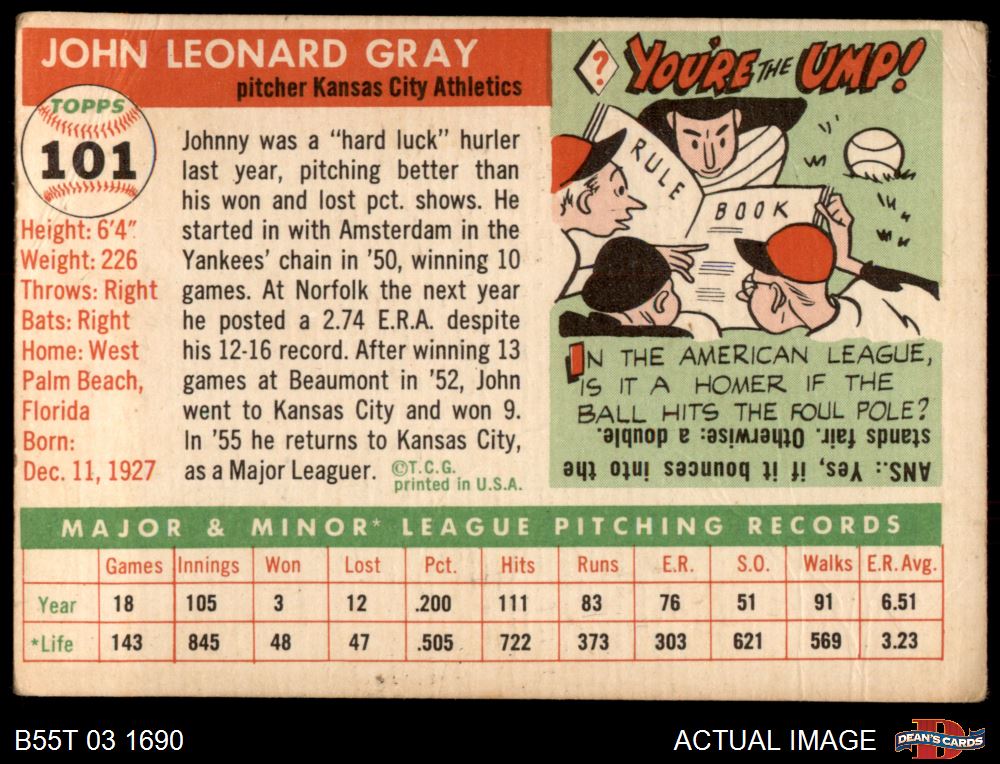 JOHN LEONARD GRAY
pitcher Kansas City Athletics
TOPPS
101
Height: 6'4"
Weight: 226
Throws: Right
Bats: Right
Home: West
Palm Beach,
Florida
Born:
Dec. 11, 1927
Johnny was a "hard luck" hurler
last year, pitching better than
his won and lost pct. shows. He
started in with Amsterdam in the
Yankees' chain in '50, winning 10
games. At Norfolk the next year
he posted a 2.74 E.R.A. despite
his 12-16 record. After winning 13
games at Beaumont in '52, John
went to Kansas City and won 9.
In '55 he returns to Kansas City,
as a Major Leaguer.
©T.C.G.
printed in U.S.A.
? YOU'RE THE UMP!
RULE
BOOK
IN THE AMERICAN LEAGUE,
IS IT A HOMER IF THE
BALL HITS THE FOUL POLE?
ANS.: Yes, if it bounces into the
stands fair. Otherwise: a double.
MAJOR & MINOR* LEAGUE PITCHING RECORDS
Games Innings Won Lost Pct. Hits Runs E.R. S.O. Walks E.R. Avg.
Year 18 105 3 12 .200 111 83 76 51 91 6.51
*Life 143 845 48 47 .505 722 373 303 621 569 3.23
B55T 03 1690
ACTUAL IMAGE
D
DEAN'S CARDS